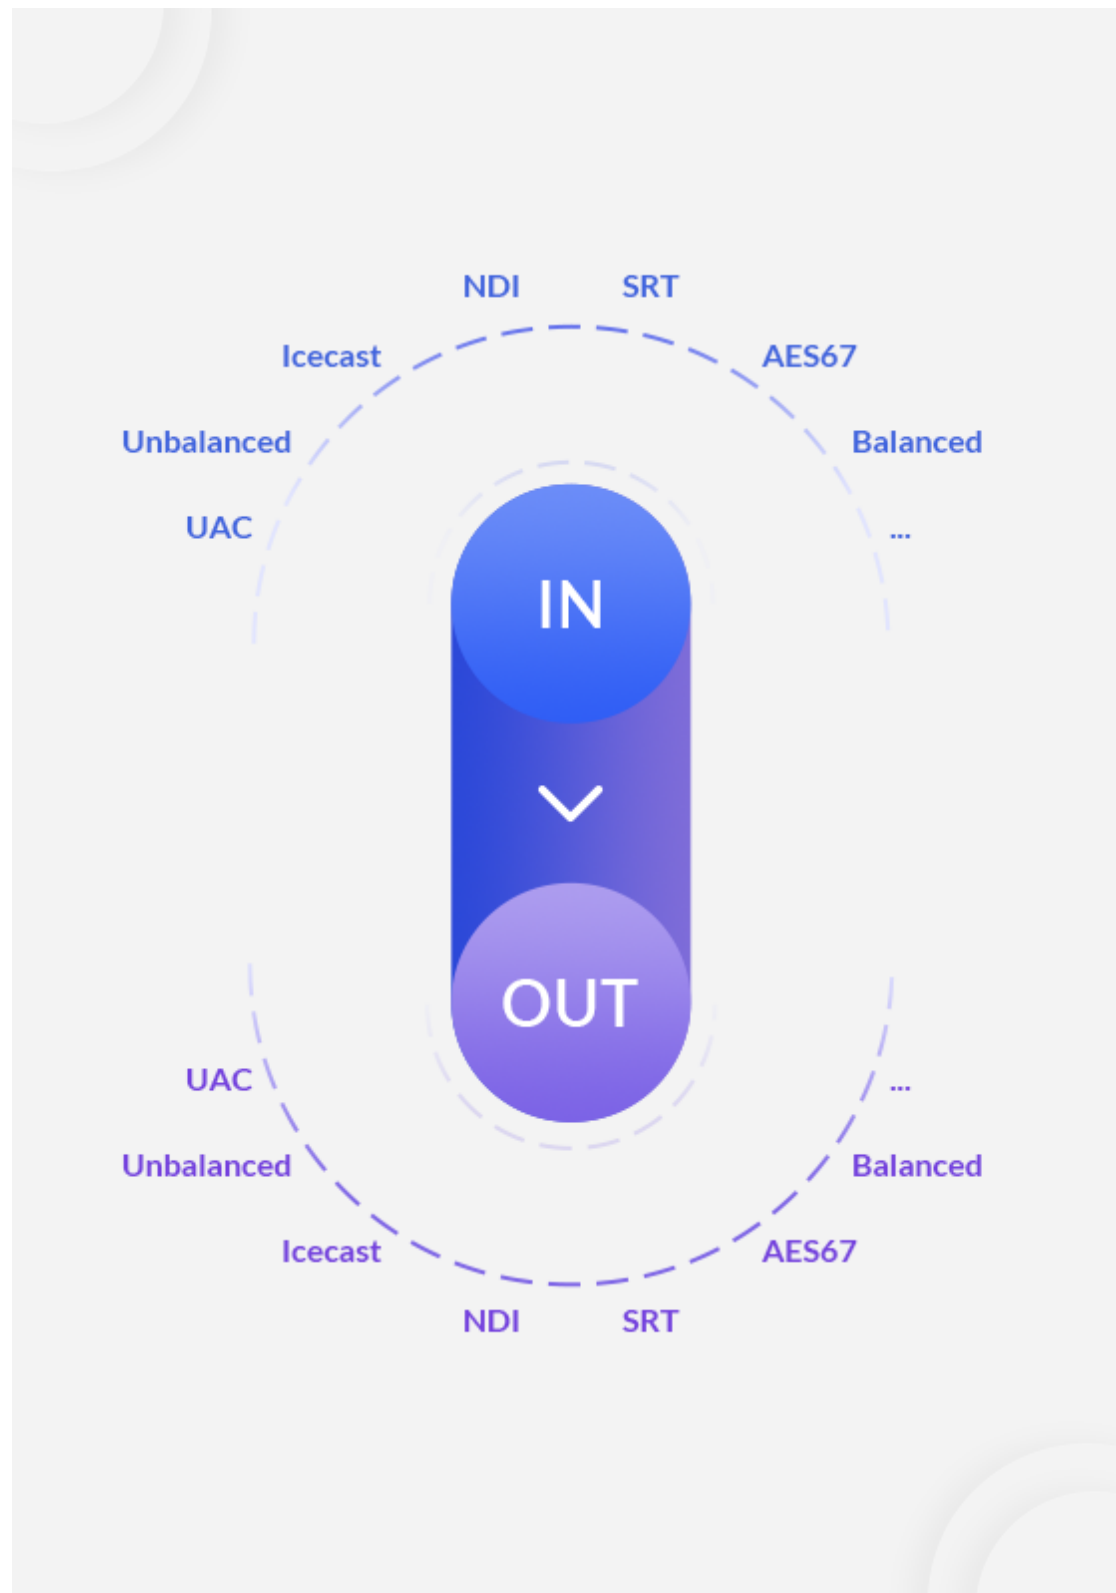 NDI SRT
Icecast AES67
Unbalanced Balanced
UAC ...
IN
OUT
UAC ...
Unbalanced Balanced
Icecast AES67
NDI SRT